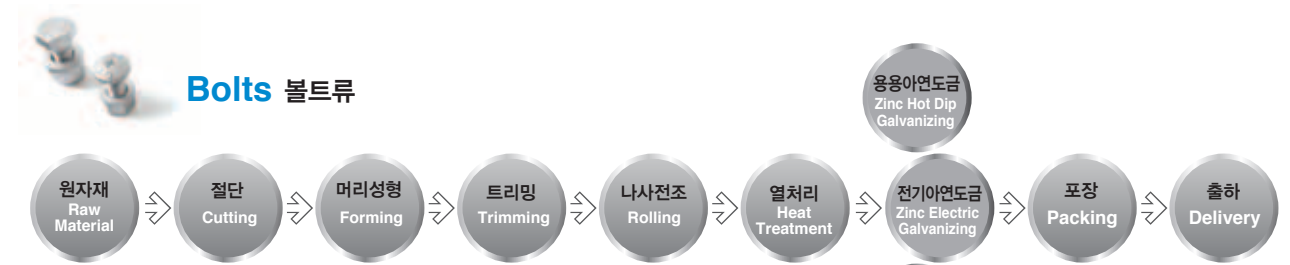 Bolts 볼트류
용용아연도금
Zinc Hot Dip
Galvanizing
원자재
Raw
Material
절단
Cutting
머리성형
Forming
트리밍
Trimming
나사전조
Rolling
열처리
Heat
Treatment
전기아연도금
Zinc Electric
Galvanizing
포장
Packing
출하
Delivery